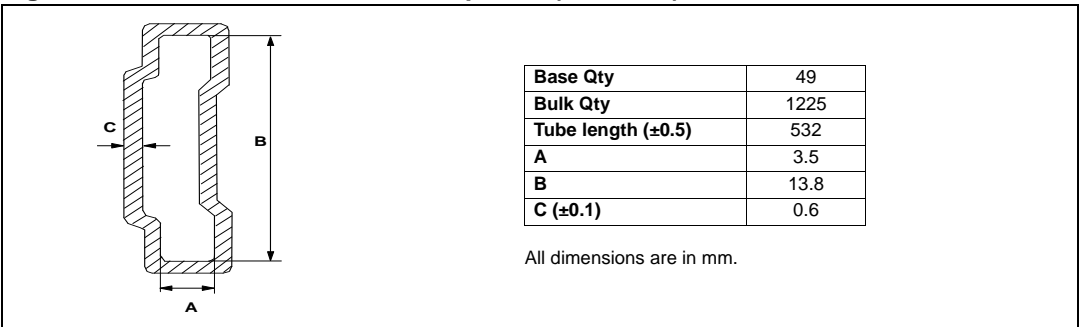 C
B
A
Base Qty 49
Bulk Qty 1225
Tube length (±0.5) 532
A 3.5
B 13.8
C (±0.1) 0.6
All dimensions are in mm.